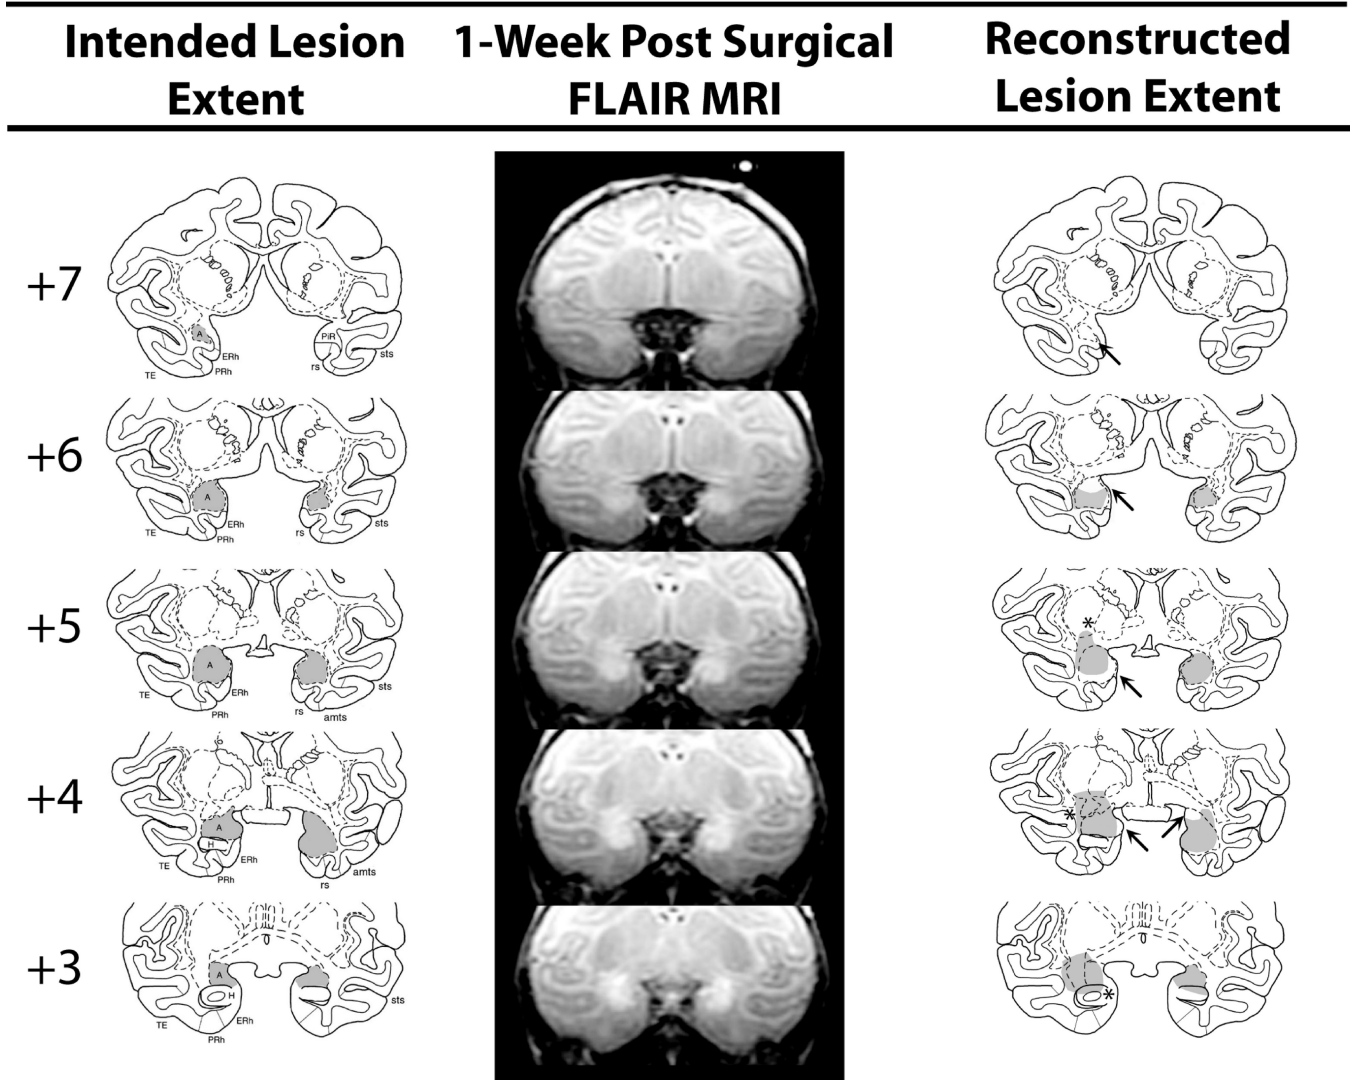 Intended Lesion Extent
1-Week Post Surgical FLAIR MRI
Reconstructed Lesion Extent
+7
A
PiR
ERh
PRh
TE
rs
sts
+6
A
ERh
PRh
TE
rs
sts
*
+5
A
ERh
PRh
TE
rs
amts
sts
*
+4
A
H
ERh
PRh
TE
rs
amts
+3
A
H
ERh
PRh
TE
sts
*